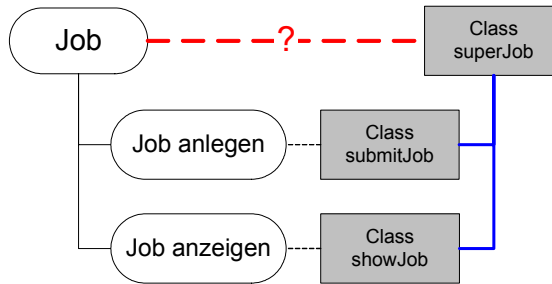 Job
?
Class
superJob
Job anlegen
Class
submitJob
Job anzeigen
Class
showJob